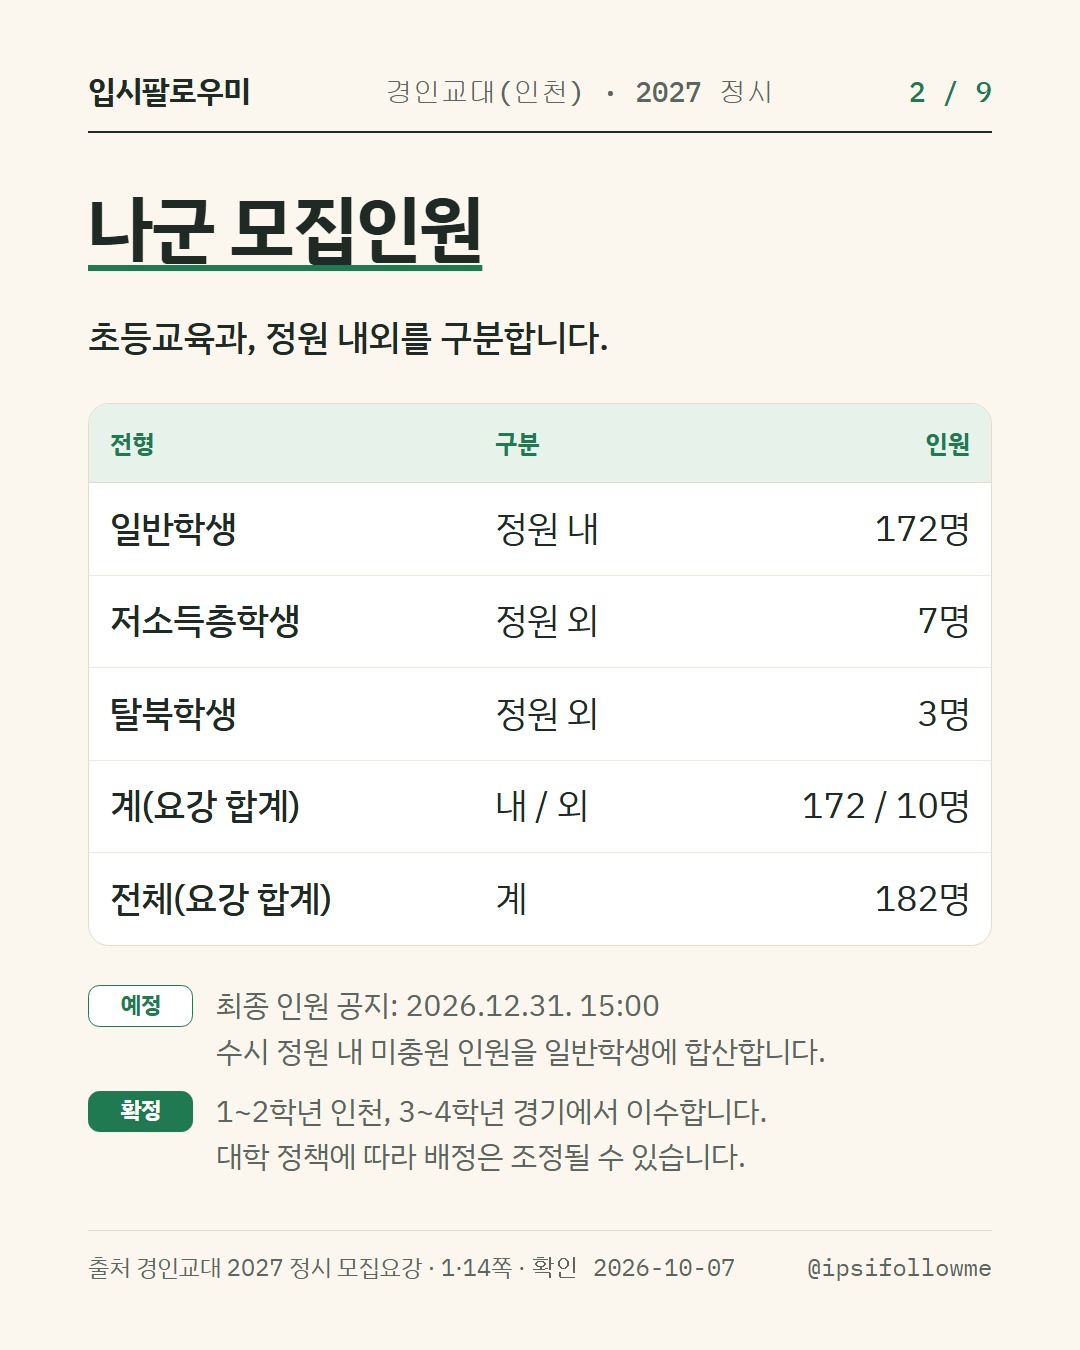 입시팔로우미 경인교대(인천) · 2027 정시 2 / 9
나군 모집인원
초등교육과, 정원 내외를 구분합니다.
전형 구분 인원
일반학생 정원 내 172명
저소득층학생 정원 외 7명
탈북학생 정원 외 3명
계(요강 합계) 내 / 외 172 / 10명
전체(요강 합계) 계 182명
예정 최종 인원 공지: 2026.12.31. 15:00
수시 정원 내 미충원 인원을 일반학생에 합산합니다.
확정 1~2학년 인천, 3~4학년 경기에서 이수합니다.
대학 정책에 따라 배정은 조정될 수 있습니다.
출처 경인교대 2027 정시 모집요강 · 1·14쪽 · 확인 2026-10-07 @ipsifollowme